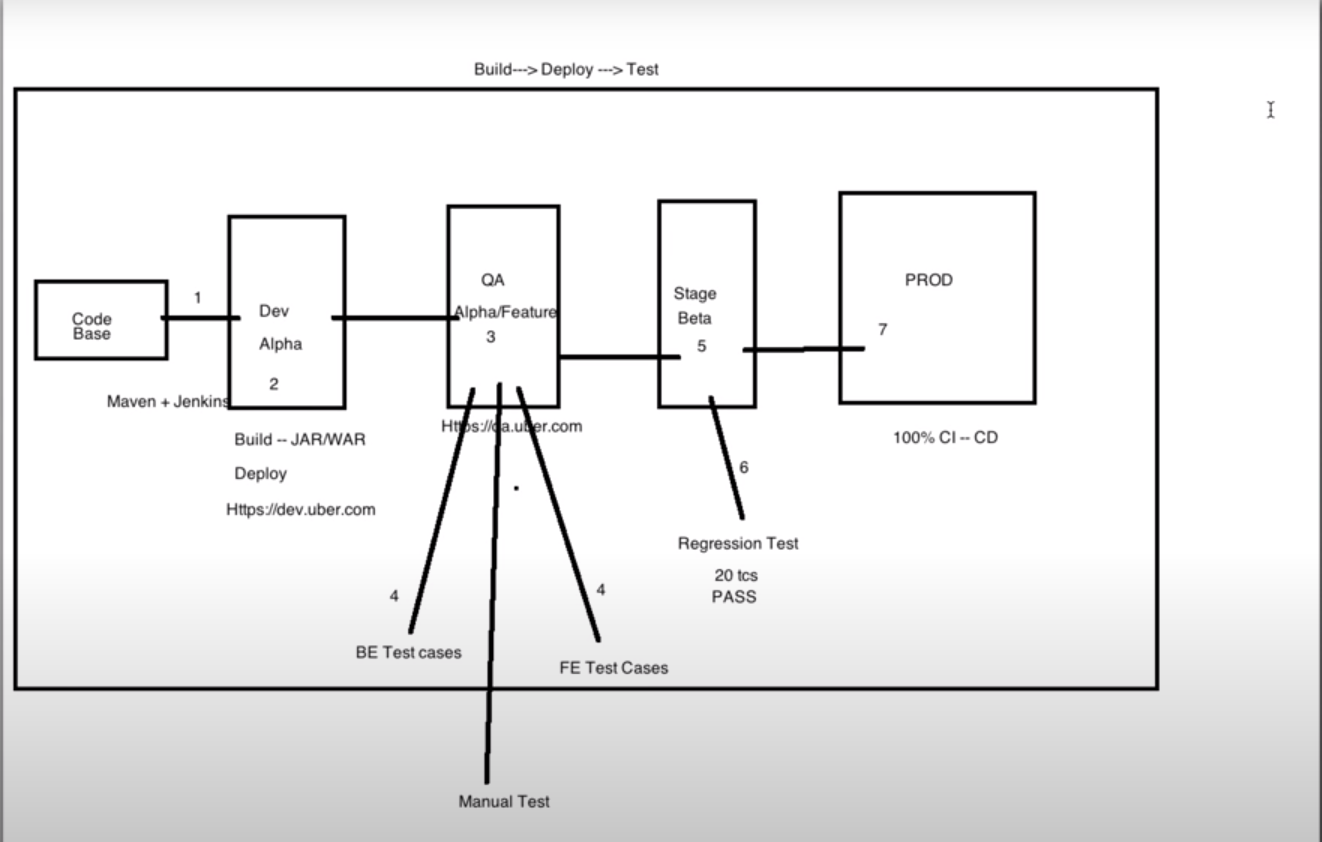 Build---> Deploy ---> Test
Code
Base
1
Maven + Jenkins
Dev
Alpha
2
Build -- JAR/WAR
Deploy
Https://dev.uber.com
QA
Alpha/Feature
3
Https://qa.uber.com
4
BE Test cases
4
FE Test Cases
Manual Test
Stage
Beta
5
6
Regression Test
20 tcs
PASS
PROD
7
100% CI -- CD